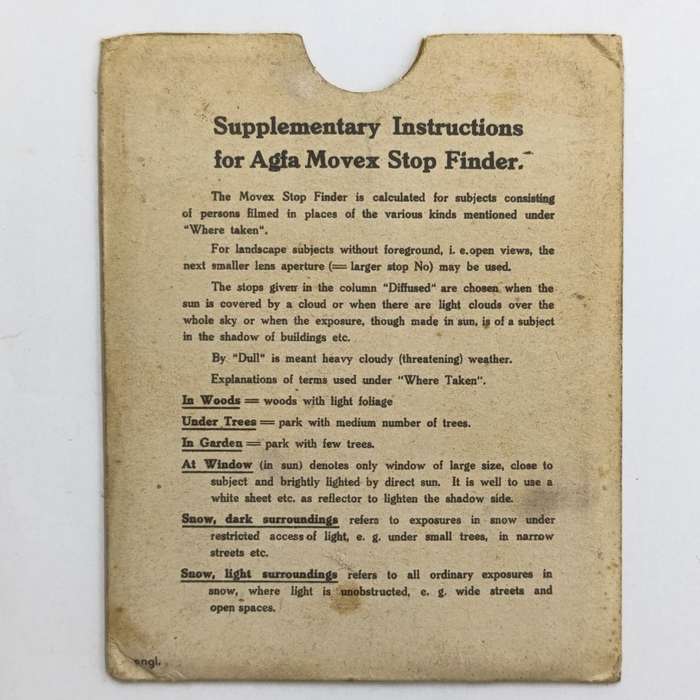 Supplementary Instructions
for Agfa Movex Stop Finder.
The Movex Stop Finder is calculated for subjects consisting
of persons filmed in places of the various kinds mentioned under
"Where taken".
For landscape subjects without foreground, i. e. open views, the
next smaller lens aperture (= larger stop No) may be used.
The stops given in the column "Diffused" are chosen when the
sun is covered by a cloud or when there are light clouds over the
whole sky or when the exposure, though made in sun, is of a subject
in the shadow of buildings etc.
By "Dull" is meant heavy cloudy (threatening) weather.
Explanations of terms used under "Where Taken".
In Woods = woods with light foliage
Under Trees = park with medium number of trees.
In Garden = park with few trees.
At Window (in sun) denotes only window of large size, close to
subject and brightly lighted by direct sun. It is well to use a
white sheet etc. as reflector to lighten the shadow side.
Snow, dark surroundings refers to exposures in snow under
restricted access of light, e. g. under small trees, in narrow
streets etc.
Snow, light surroundings refers to all ordinary exposures in
snow, where light is unobstructed, e. g. wide streets and
open spaces.
engl.